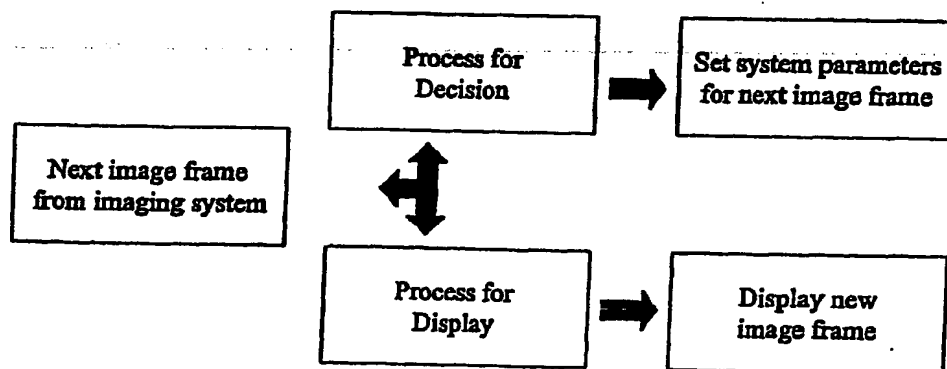 Process for
Decision
Set system parameters
for next image frame
Next image frame
from imaging system
Process for
Display
Display new
image frame